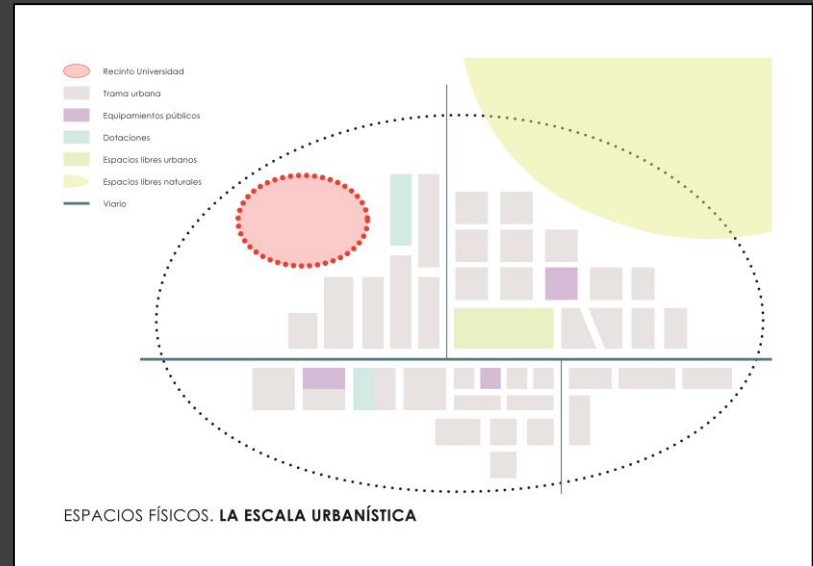 Recinto Universidad
Trama urbana
Equipamientos públicos
Dotaciones
Espacios libres urbanos
Espacios libres naturales
Viario
ESPACIOS FÍSICOS. LA ESCALA URBANÍSTICA